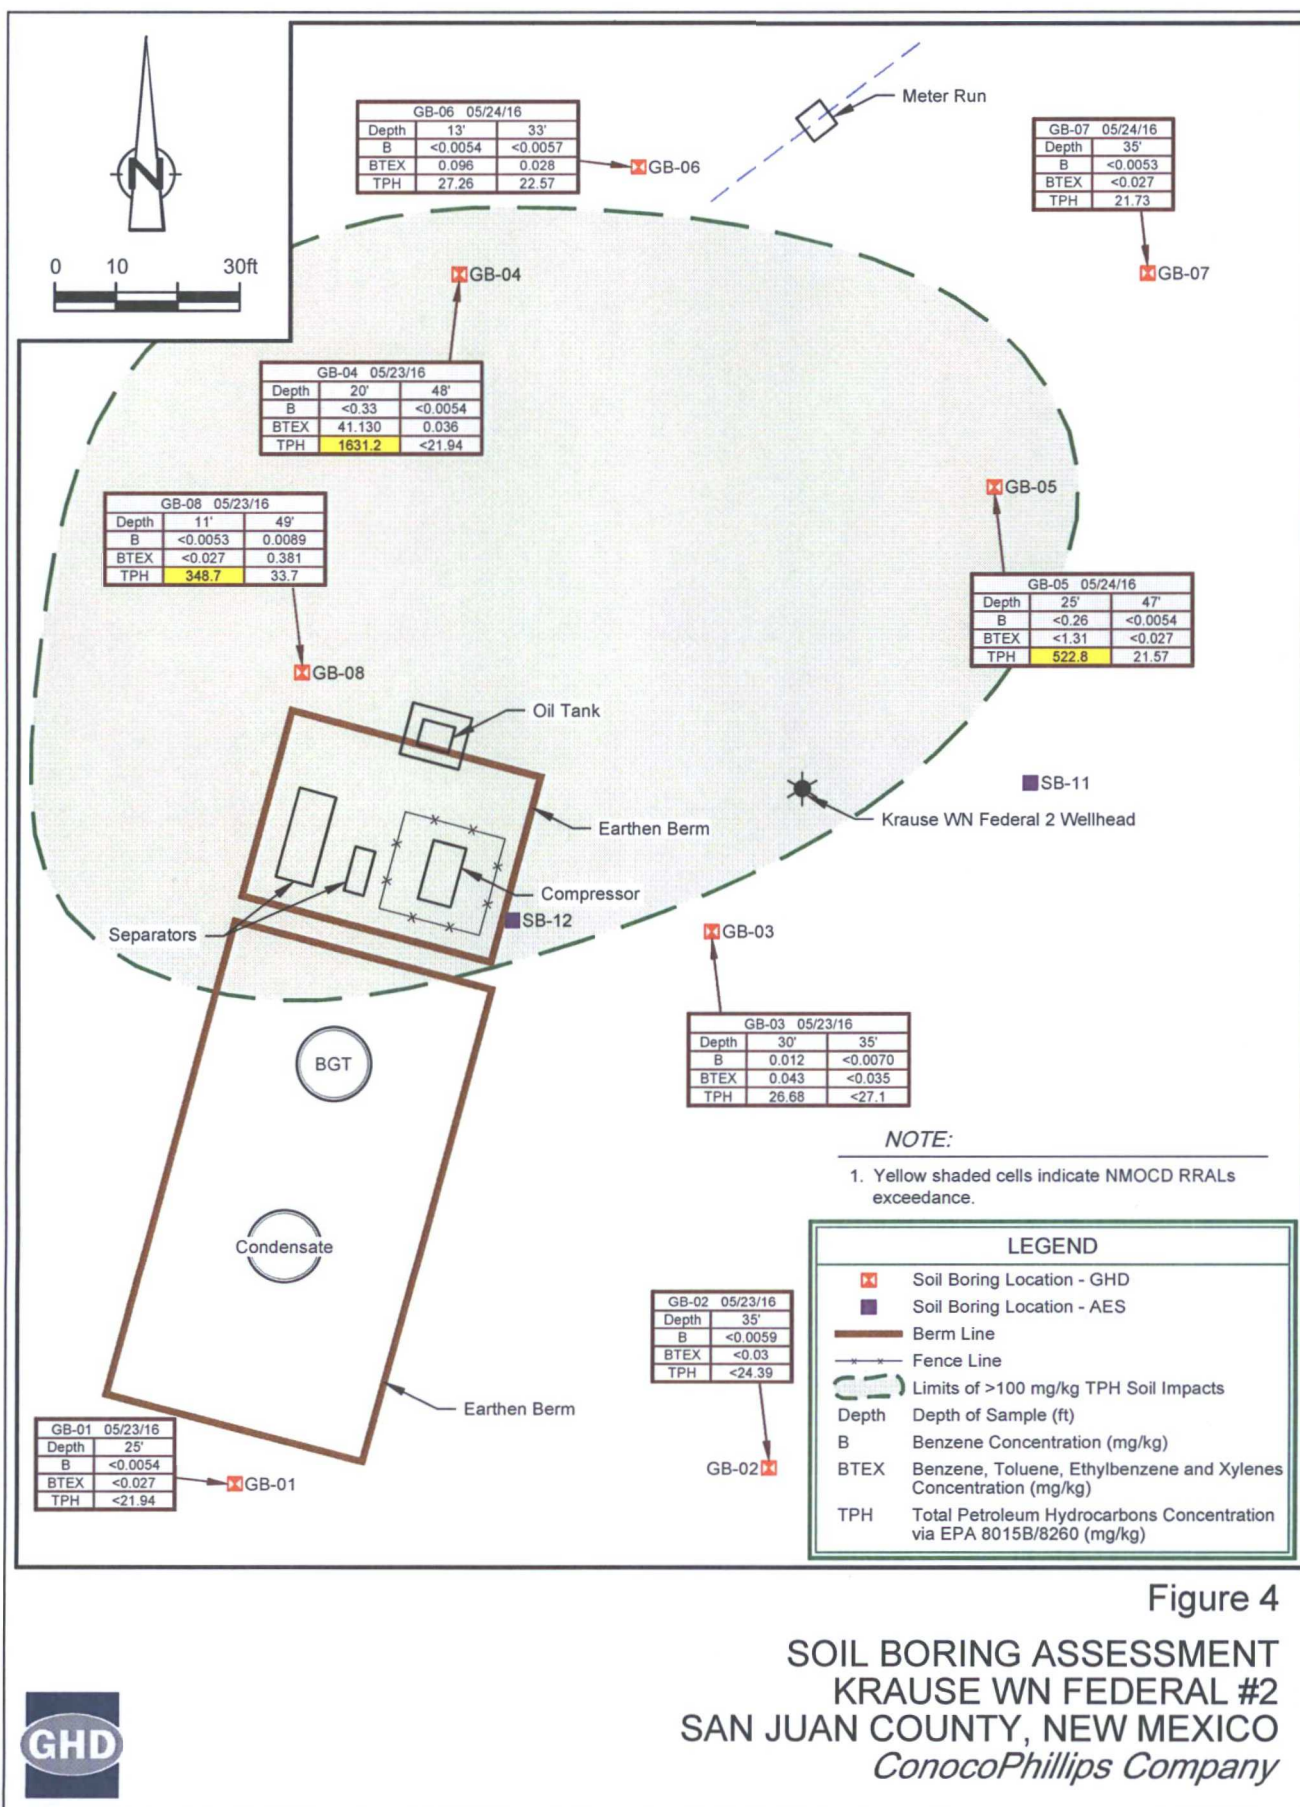 N
0 10 30ft
GB-06 05/24/16
Depth 13' 33'
B <0.0054 <0.0057
BTEX 0.096 0.028
TPH 27.26 22.57
GB-06
Meter Run
GB-07 05/24/16
Depth 35'
B <0.0053
BTEX <0.027
TPH 21.73
GB-07
GB-04
GB-04 05/23/16
Depth 20' 48'
B <0.33 <0.0054
BTEX 41.130 0.036
TPH 1631.2 <21.94
GB-08 05/23/16
Depth 11' 49'
B <0.0053 0.0089
BTEX <0.027 0.381
TPH 348.7 33.7
GB-08
GB-05
GB-05 05/24/16
Depth 25' 47'
B <0.26 <0.0054
BTEX <1.31 <0.027
TPH 522.8 21.57
Oil Tank
SB-11
Krause WN Federal 2 Wellhead
Earthen Berm
Compressor
SB-12
Separators
GB-03
GB-03 05/23/16
Depth 30' 35'
B 0.012 <0.0070
BTEX 0.043 <0.035
TPH 26.68 <27.1
BGT
Condensate
NOTE:
1. Yellow shaded cells indicate NMOCD RRALs
exceedance.
GB-02 05/23/16
Depth 35'
B <0.0059
BTEX <0.03
TPH <24.39
GB-02
Earthen Berm
GB-01 05/23/16
Depth 25'
B <0.0054
BTEX <0.027
TPH <21.94
GB-01
LEGEND
Soil Boring Location - GHD
Soil Boring Location - AES
Berm Line
Fence Line
Limits of >100 mg/kg TPH Soil Impacts
Depth Depth of Sample (ft)
B Benzene Concentration (mg/kg)
BTEX Benzene, Toluene, Ethylbenzene and Xylenes
Concentration (mg/kg)
TPH Total Petroleum Hydrocarbons Concentration
via EPA 8015B/8260 (mg/kg)
Figure 4
SOIL BORING ASSESSMENT
KRAUSE WN FEDERAL #2
SAN JUAN COUNTY, NEW MEXICO
ConocoPhillips Company
GHD